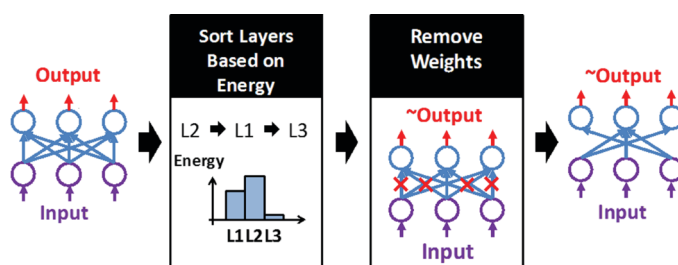 Output
Input
Sort Layers
Based on
Energy
L2 L1 L3
Energy
L1 L2 L3
Remove
Weights
~Output
Input
~Output
Input